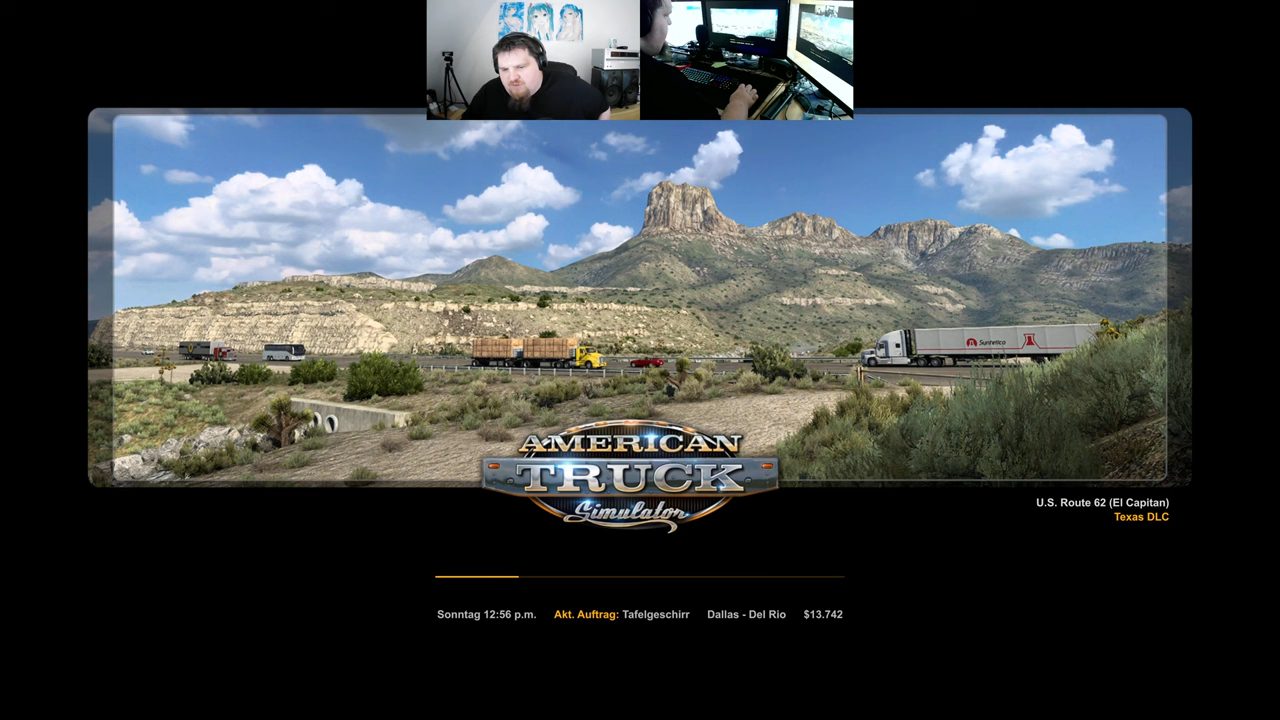 Suntetica
AMERICAN
TRUCK
Simulator
U.S. Route 62 (El Capitan)
Texas DLC
Sonntag 12:56 p.m. Akt. Auftrag: Tafelgeschirr Dallas - Del Rio $13.742